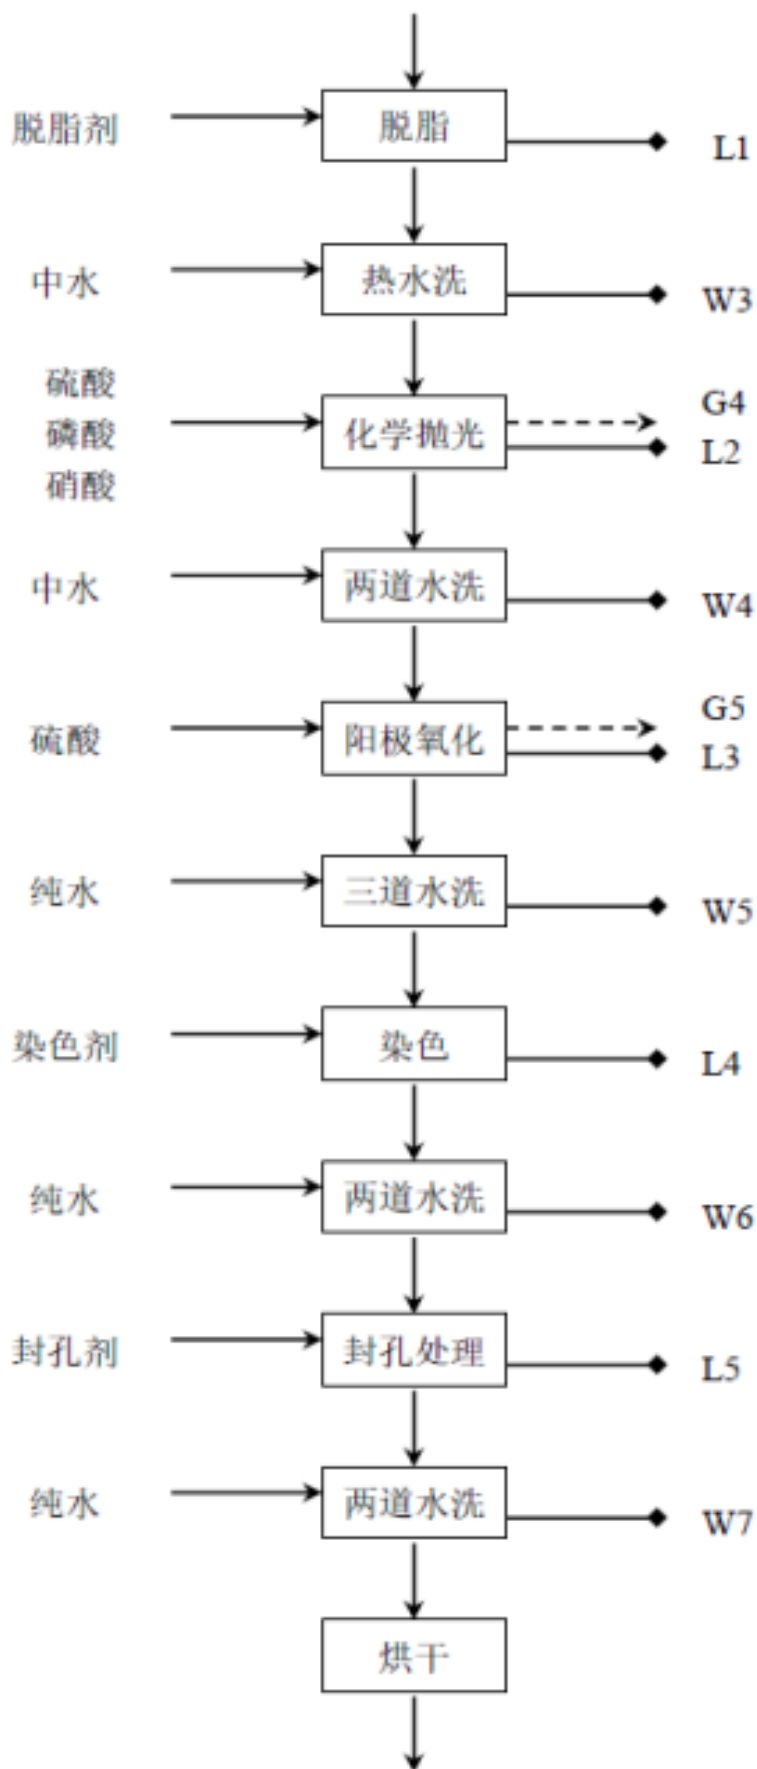 脱脂剂
脱脂
L1
中水
热水洗
W3
硫酸
磷酸
硝酸
化学抛光
G4
L2
中水
两道水洗
W4
硫酸
阳极氧化
G5
L3
纯水
三道水洗
W5
染色剂
染色
L4
纯水
两道水洗
W6
封孔剂
封孔处理
L5
纯水
两道水洗
W7
烘干